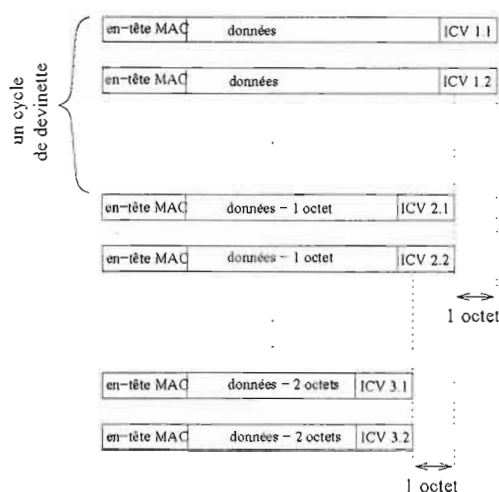 en-tête MAC données ICV 1.1
en-tête MAC données ICV 1.2
un cycle
de devinette
en-tête MAC données - 1 octet ICV 2.1
en-tête MAC données - 1 octet ICV 2.2
1 octet
en-tête MAC données - 2 octets ICV 3.1
en-tête MAC données - 2 octets ICV 3.2
1 octet